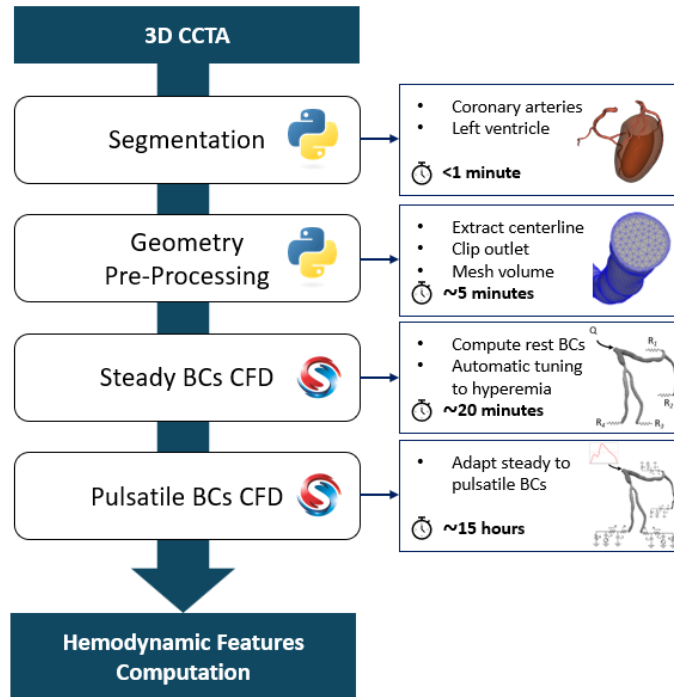 3D CCTA
Segmentation
• Coronary arteries
• Left ventricle
<1 minute
Geometry
Pre-Processing
• Extract centerline
• Clip outlet
• Mesh volume
~5 minutes
Steady BCs CFD
• Compute rest BCs
• Automatic tuning
to hyperemia
~20 minutes
Q
R₁
R₂
R₃
R₄
Pulsatile BCs CFD
• Adapt steady to
pulsatile BCs
~15 hours
Hemodynamic Features
Computation